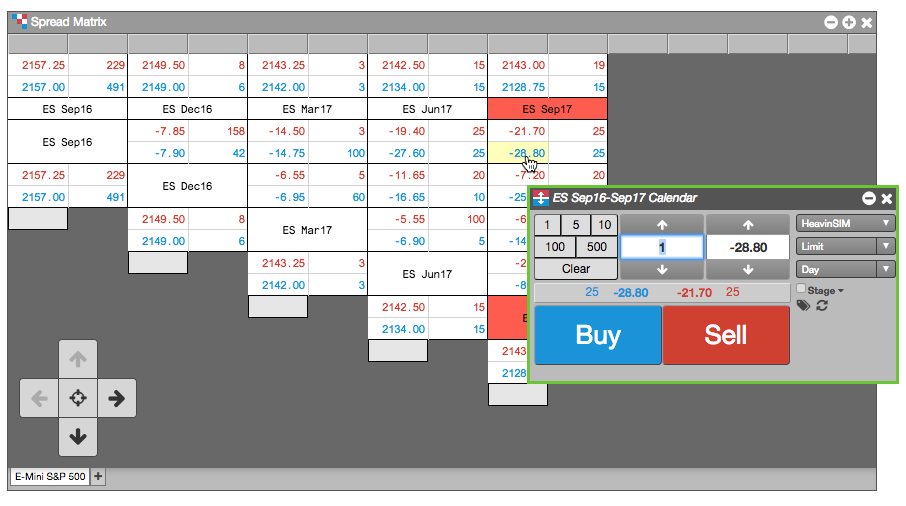 Spread Matrix
2157.25 229 2149.50 8 2143.25 3 2142.50 15 2143.00 19
2157.00 491 2149.00 6 2142.00 3 2134.00 15 2128.75 15
ES Sep16 ES Dec16 ES Mar17 ES Jun17 ES Sep17
-7.85 158 -14.50 3 -19.40 25 -21.70 25
ES Sep16
-7.90 42 -14.75 100 -27.60 25 -28.80 25
2157.25 229 -6.55 5 -11.65 20 -7.20 20
ES Dec16
2157.00 491 -6.95 60 -16.65 10 -25
ES Sep16-Sep17 Calendar
2149.50 8 -5.55 100 -6
ES Mar17
2149.00 6 -6.90 5 -14
2143.25 3 -2
ES Jun17
2142.00 3 -8
2142.50 15
E
2134.00 15
2143
2128
1 5 10
100 500
Clear
1
-28.80
HeavinSIM
Limit
Day
Stage
25 -28.80 -21.70 25
Buy Sell
E-Mini S&P 500 +